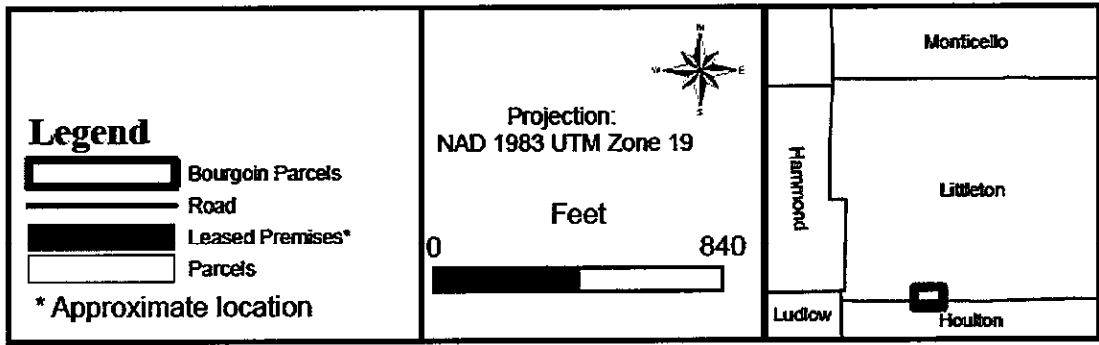 Legend
Bourgoin Parcels
Road
Leased Premises*
Parcels
* Approximate location
N
W
E
S
Projection:
NAD 1983 UTM Zone 19
Feet
0 840
Monticello
Hammond
Littleton
Ludlow
Houlton